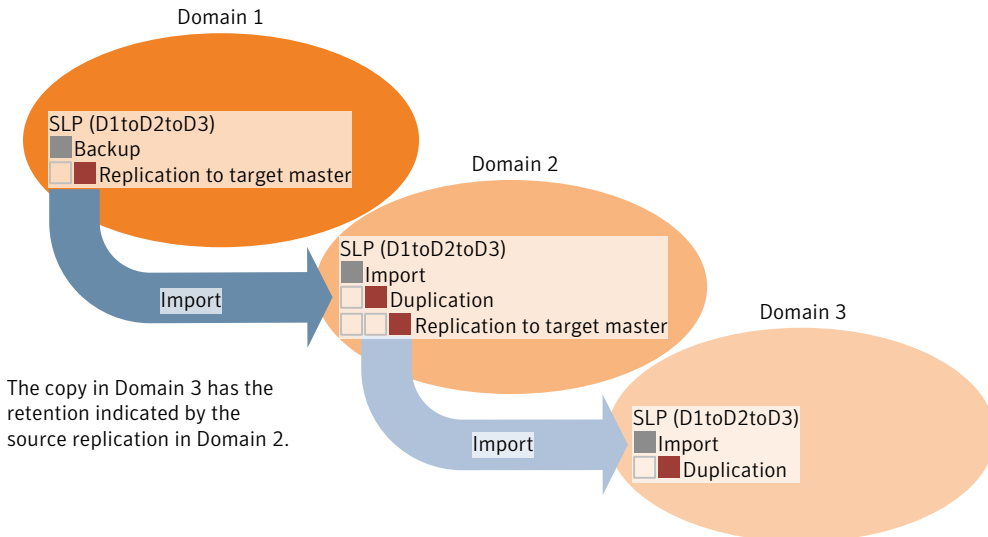 Domain 1
SLP (D1toD2toD3)
Backup
Replication to target master
Import
Domain 2
SLP (D1toD2toD3)
Import
Duplication
Replication to target master
Import
Domain 3
SLP (D1toD2toD3)
Import
Duplication
The copy in Domain 3 has the
retention indicated by the
source replication in Domain 2.